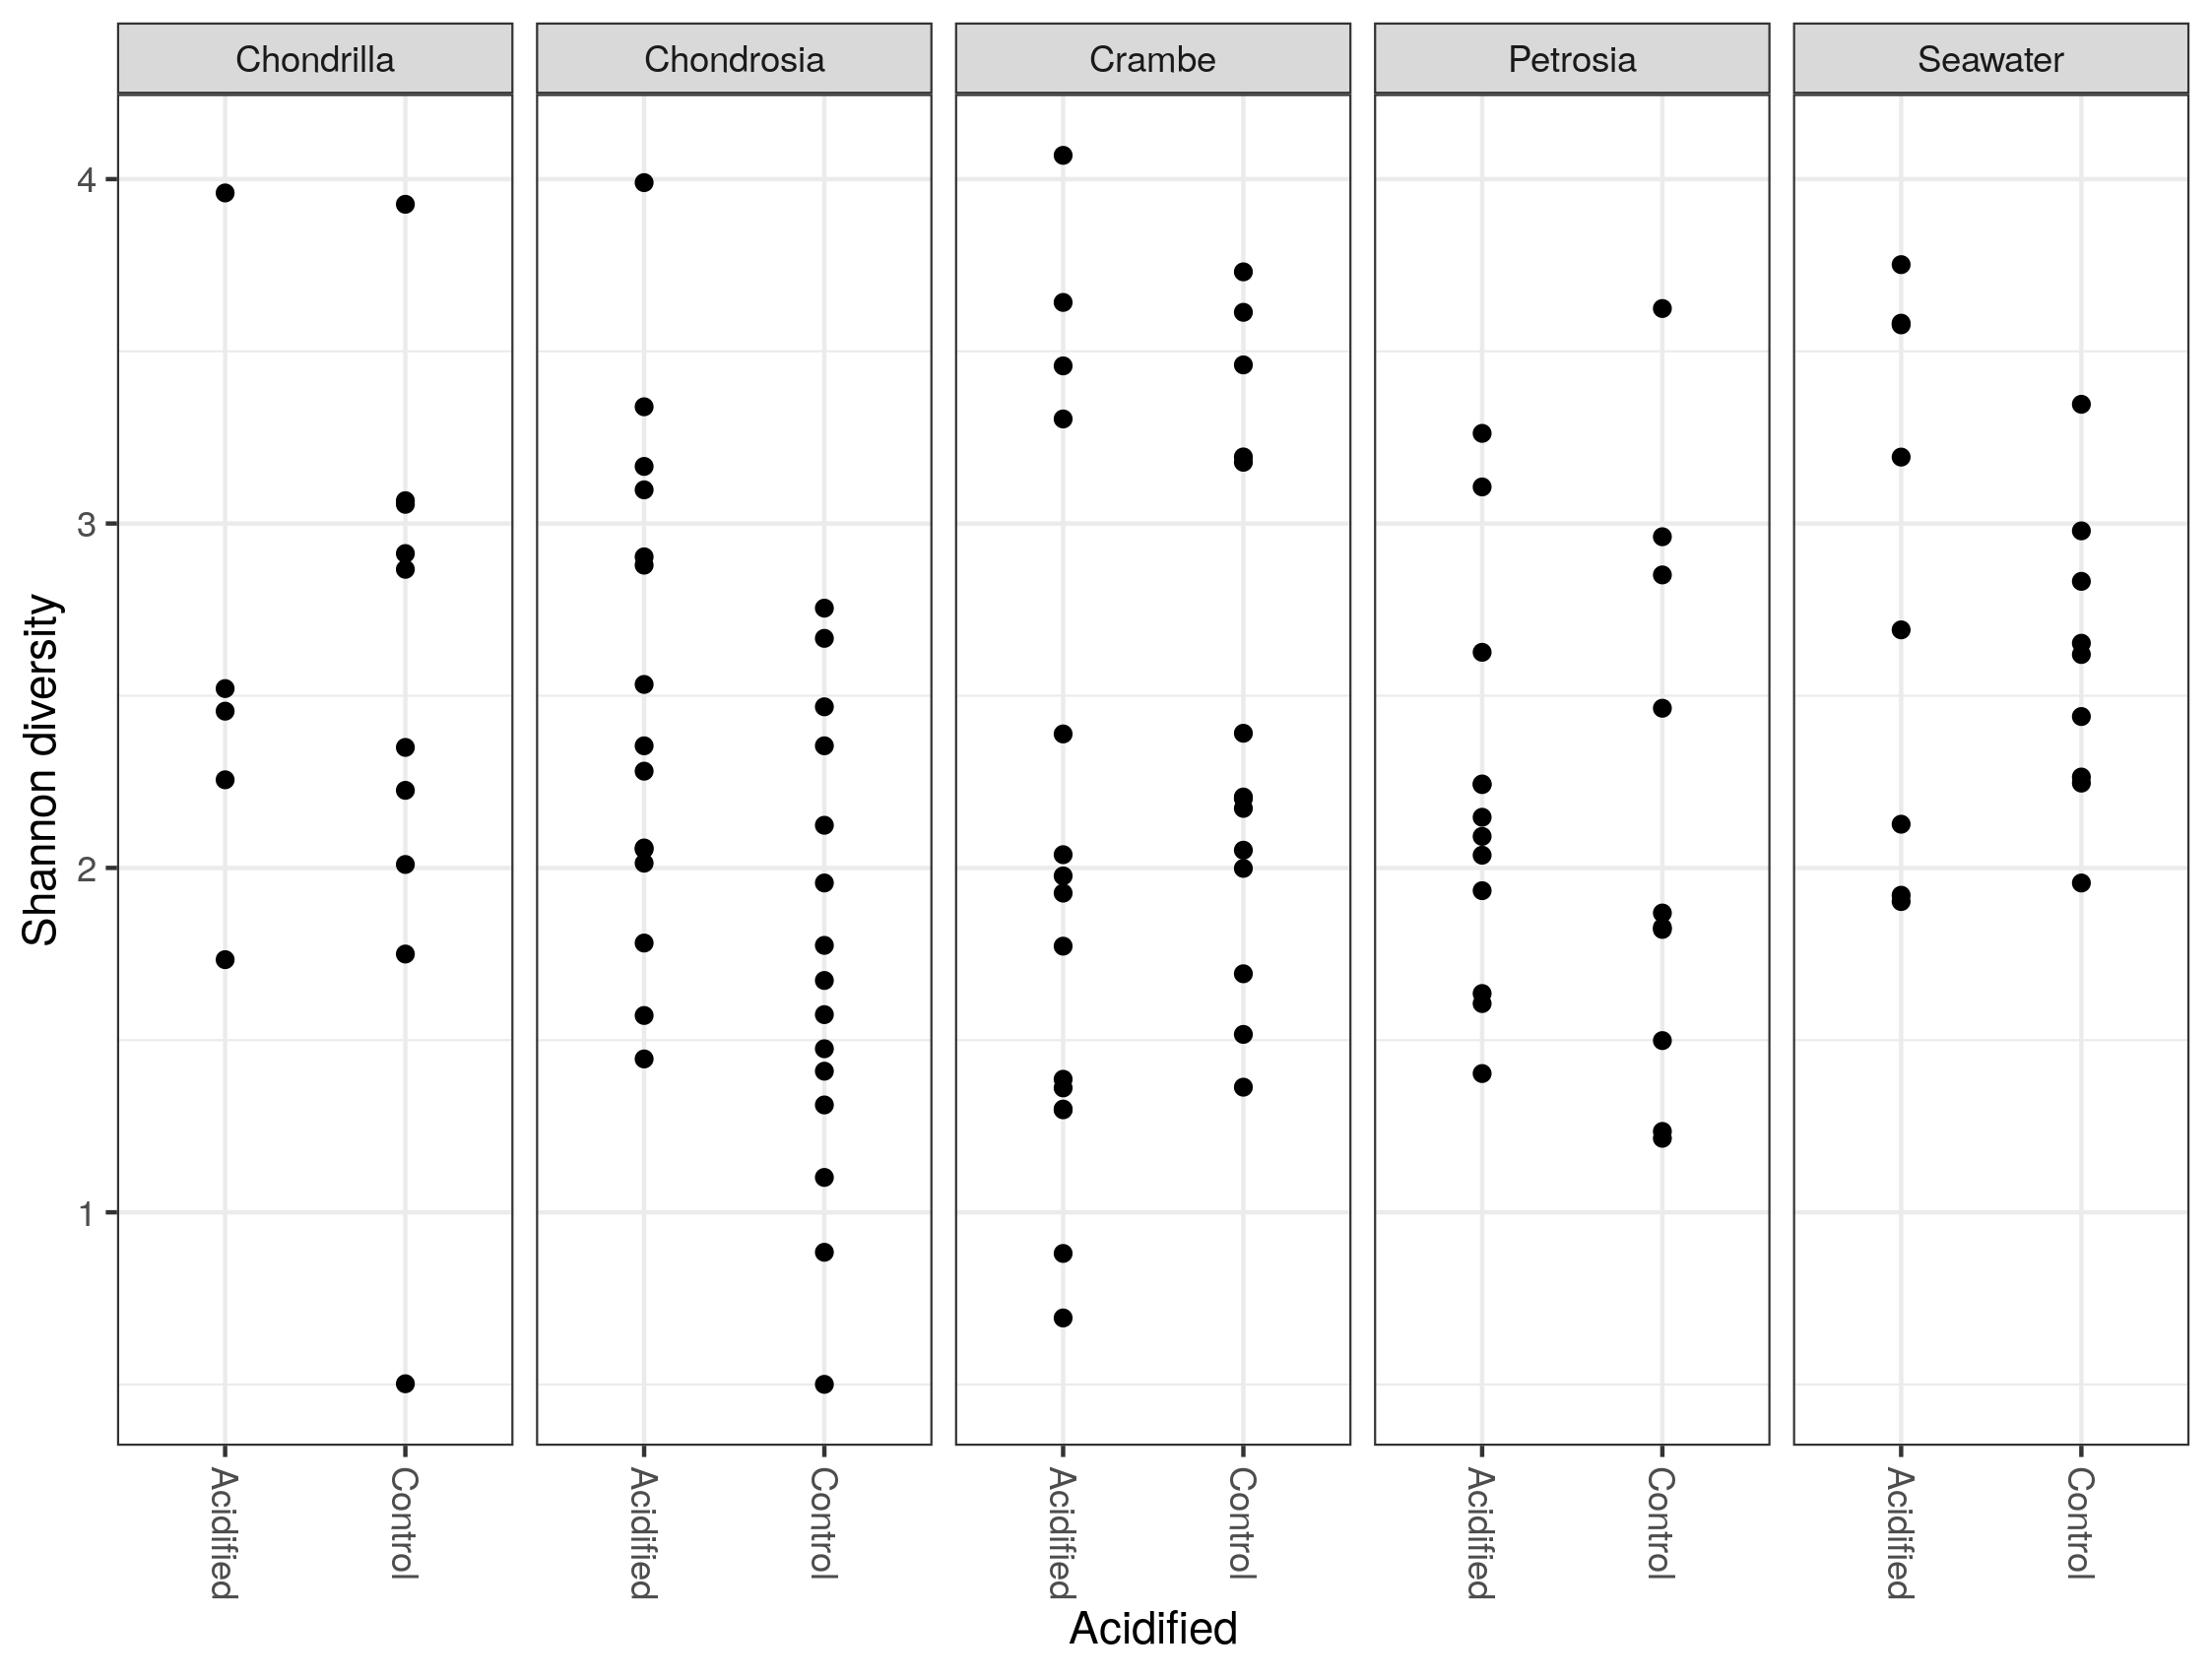 Chondrilla Chondrosia Crambe Petrosia Seawater
Shannon diversity
4
3
2
1
Acidified Control Acidified Control Acidified Control Acidified Control Acidified Control
Acidified